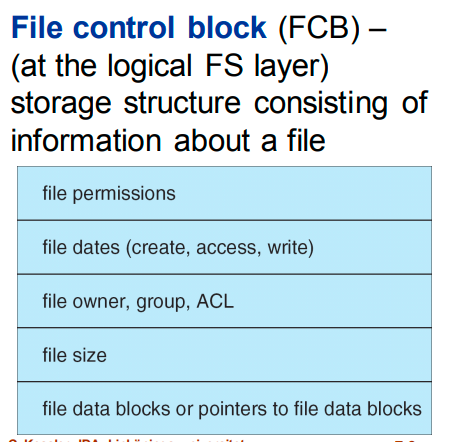 File control block (FCB) –
(at the logical FS layer)
storage structure consisting of
information about a file
file permissions
file dates (create, access, write)
file owner, group, ACL
file size
file data blocks or pointers to file data blocks